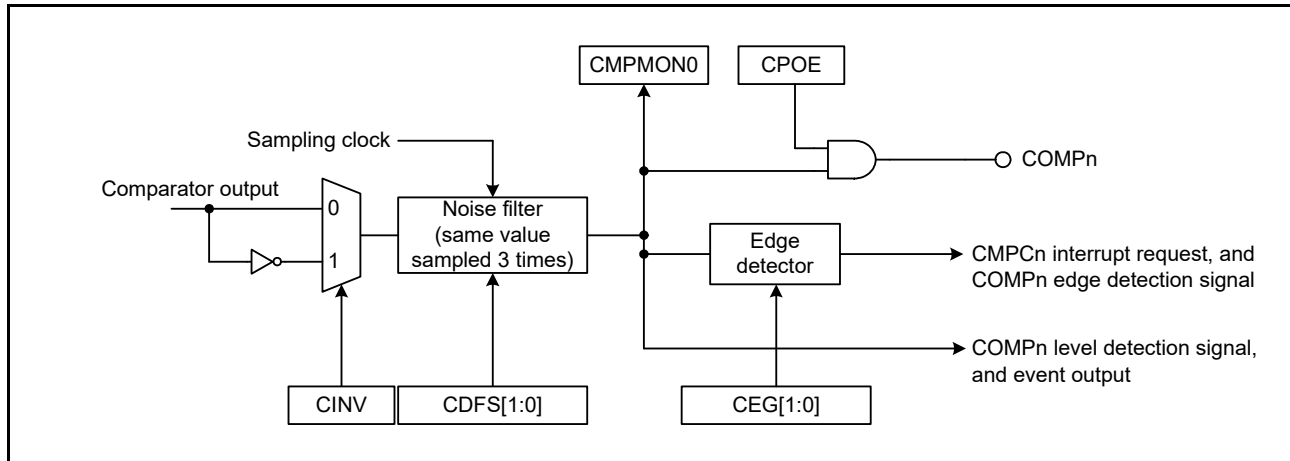 CMPMON0
CPOE
Sampling clock
COMPn
Comparator output
0
1
Noise filter
(same value
sampled 3 times)
Edge
detector
CMPCn interrupt request, and
COMPn edge detection signal
COMPn level detection signal,
and event output
CINV
CDFS[1:0]
CEG[1:0]